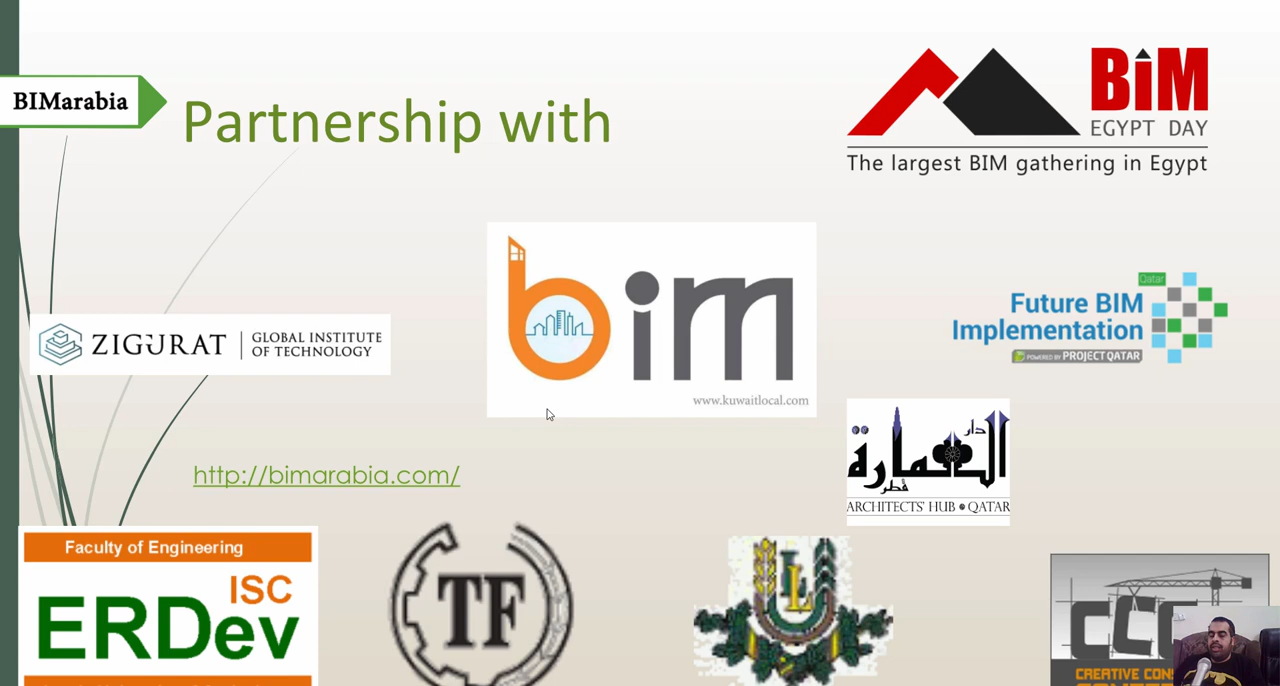 BIMarabia
Partnership with
BiM
EGYPT DAY
The largest BIM gathering in Egypt
bim
www.kuwaitlocal.com
ZIGURAT
GLOBAL INSTITUTE
OF TECHNOLOGY
Qatar
Future BIM
Implementation
POWERED BY PROJECT QATAR
دار
العمارة
قطر
ARCHITECTS' HUB • QATAR
http://bimarabia.com/
Faculty of Engineering
ISC
ERDev
TF
L
CREATIVE